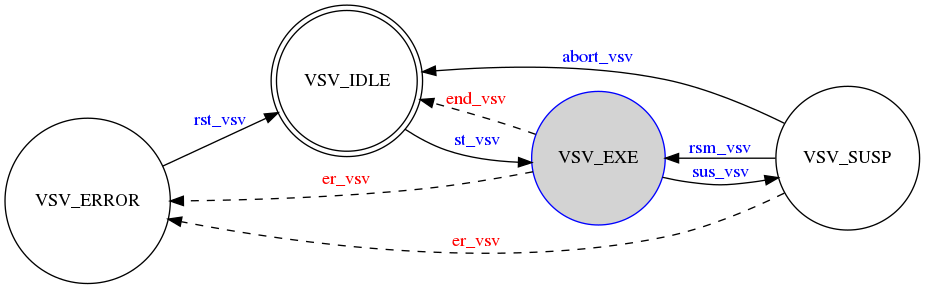 abort_vsv
VSV_IDLE
end_vsv
rst_vsv
st_vsv
rsm_vsv
VSV_EXE
VSV_SUSP
sus_vsv
er_vsv
VSV_ERROR
er_vsv